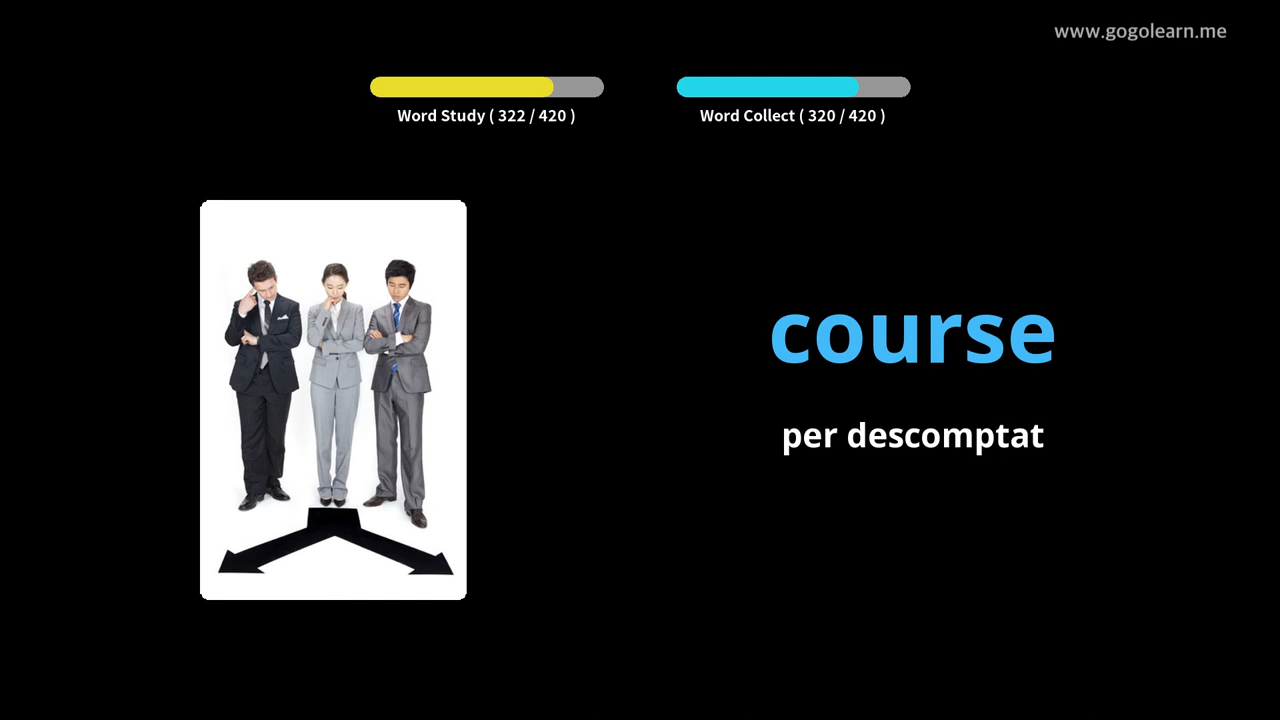 www.gogolearn.me
Word Study ( 322 / 420 )
Word Collect ( 320 / 420 )
course
per descomptat